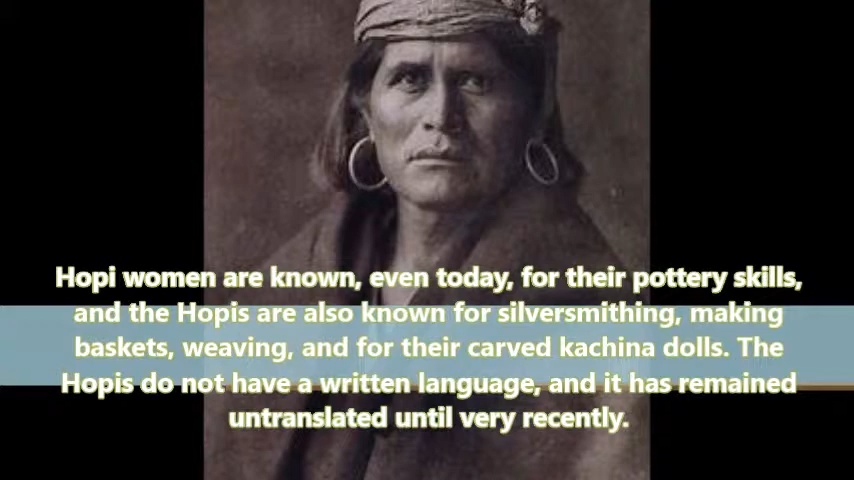 Hopi women are known, even today, for their pottery skills,
and the Hopis are also known for silversmithing, making
baskets, weaving, and for their carved kachina dolls. The
Hopis do not have a written language, and it has remained
untranslated until very recently.